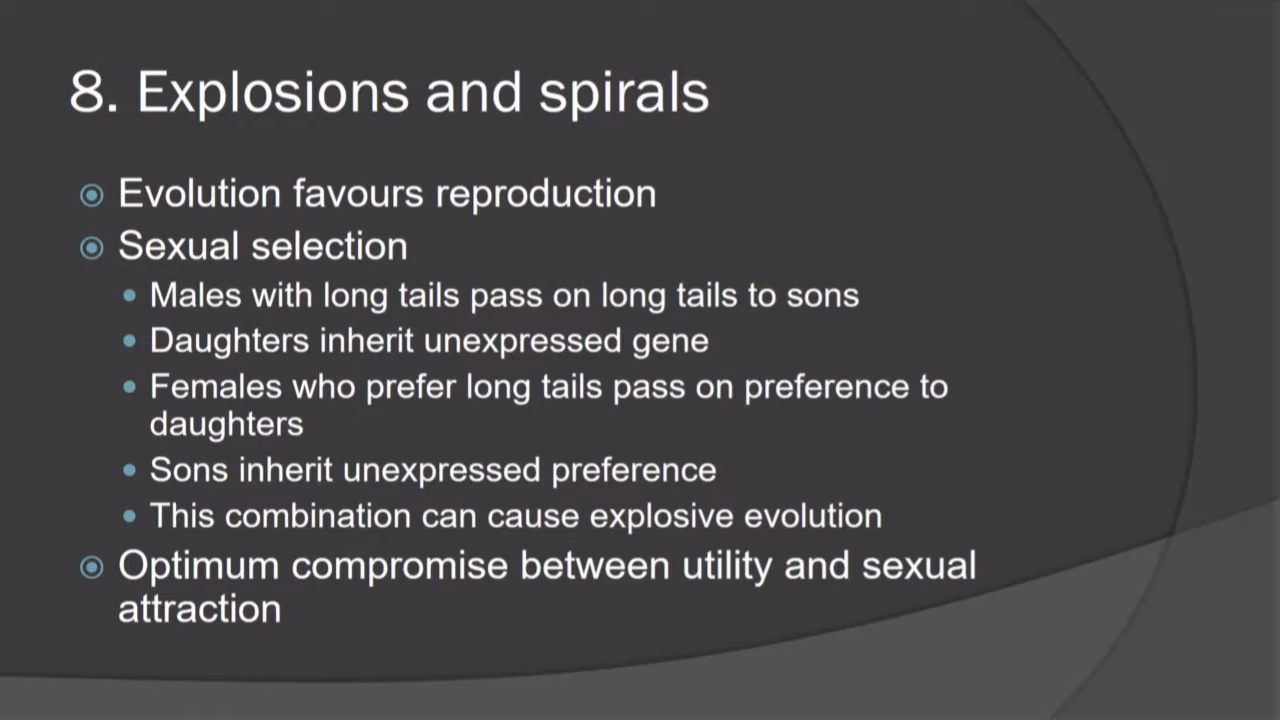 8. Explosions and spirals
Evolution favours reproduction
Sexual selection
Males with long tails pass on long tails to sons
Daughters inherit unexpressed gene
Females who prefer long tails pass on preference to
daughters
Sons inherit unexpressed preference
This combination can cause explosive evolution
Optimum compromise between utility and sexual
attraction